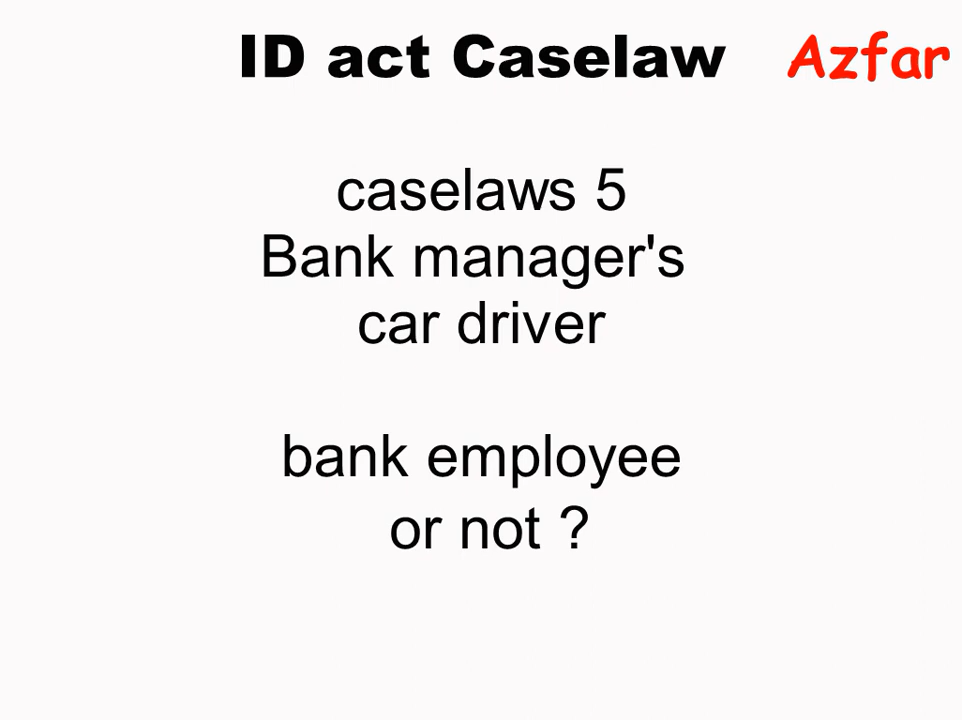 ID act Caselaw Azfar
caselaws 5
Bank manager's
car driver
bank employee
or not ?